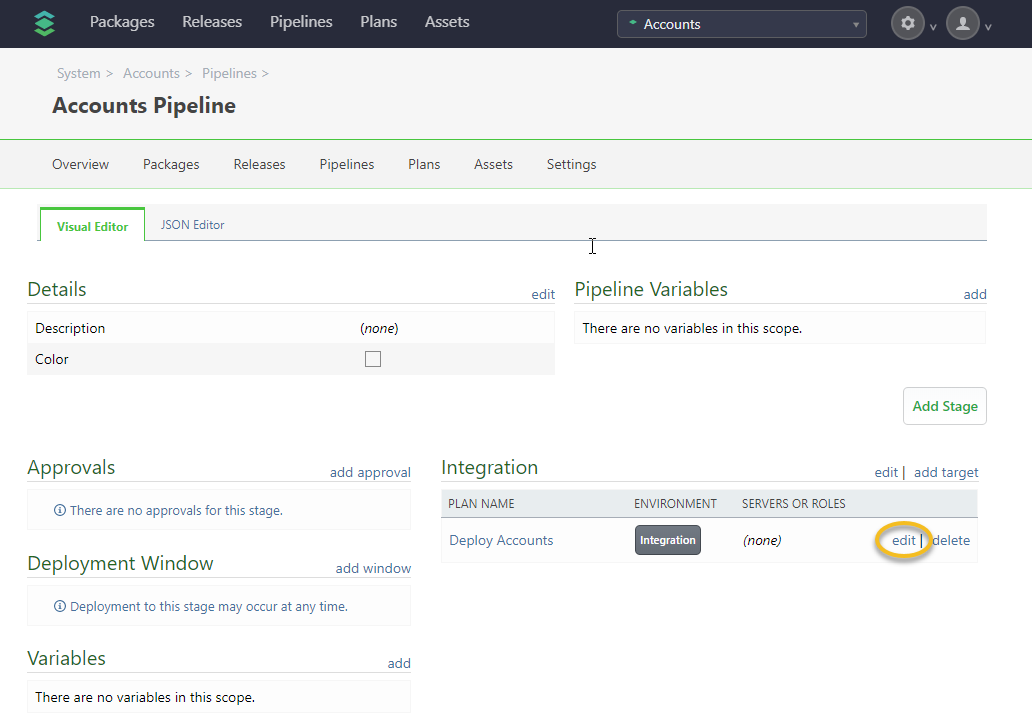 Packages Releases Pipelines Plans Assets Accounts
System > Accounts > Pipelines >
Accounts Pipeline
Overview Packages Releases Pipelines Plans Assets Settings
Visual Editor JSON Editor
Details edit
Description (none)
Color
Pipeline Variables add
There are no variables in this scope.
Add Stage
Approvals add approval
There are no approvals for this stage.
Deployment Window add window
Deployment to this stage may occur at any time.
Variables add
There are no variables in this scope.
Integration edit | add target
PLAN NAME ENVIRONMENT SERVERS OR ROLES
Deploy Accounts Integration (none) edit | delete